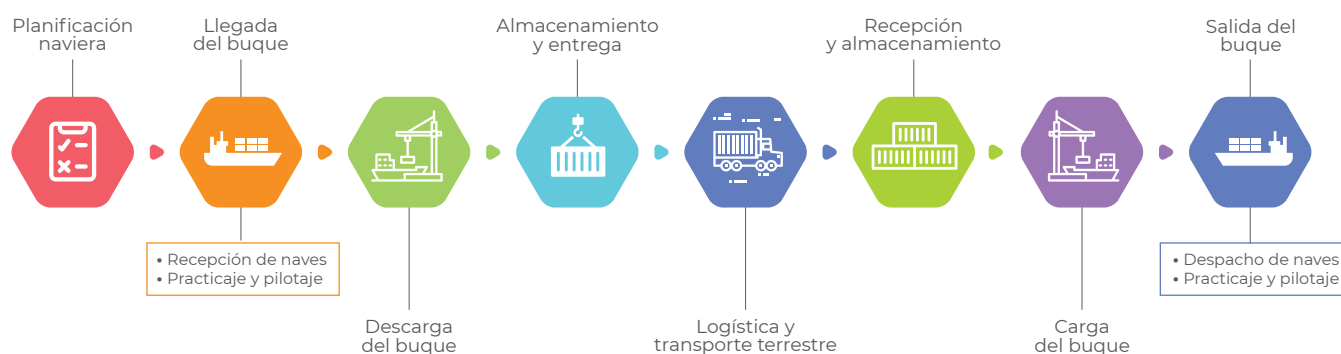 Planificación
naviera
Llegada
del buque
Almacenamiento
y entrega
Recepción
y almacenamiento
Salida del
buque
• Recepción de naves
• Practicaje y pilotaje
• Despacho de naves
• Practicaje y pilotaje
Descarga
del buque
Logística y
transporte terrestre
Carga
del buque